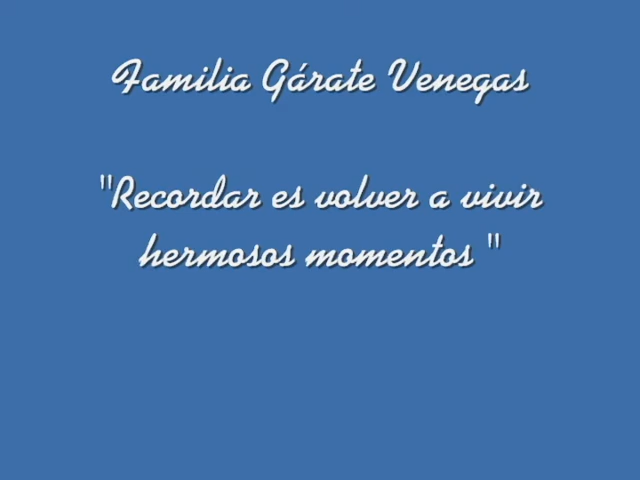 Familia Gárate Venegas
"Recordar es volver a vivir
hermosos momentos "